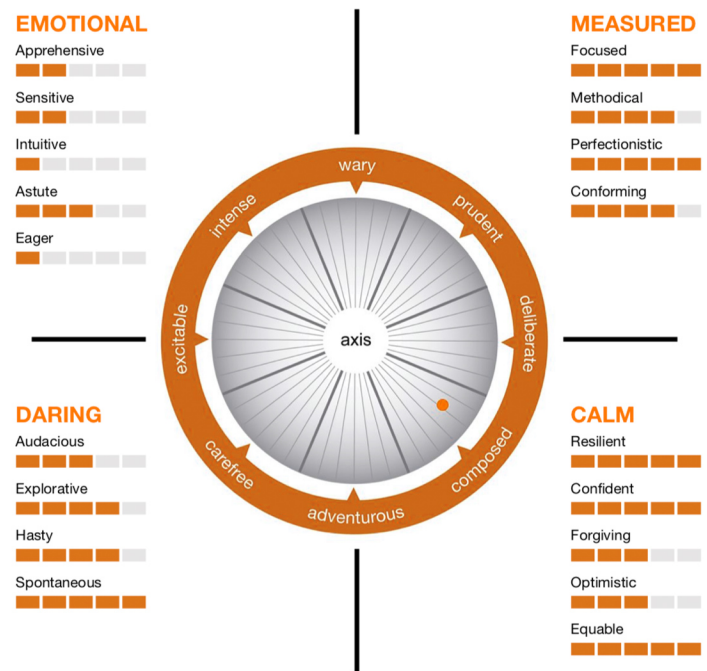 EMOTIONAL
Apprehensive
Sensitive
Intuitive
Astute
Eager
MEASURED
Focused
Methodical
Perfectionistic
Conforming
wary
prudent
deliberate
composed
adventurous
carefree
excitable
intense
axis
DARING
Audacious
Explorative
Hasty
Spontaneous
CALM
Resilient
Confident
Forgiving
Optimistic
Equable